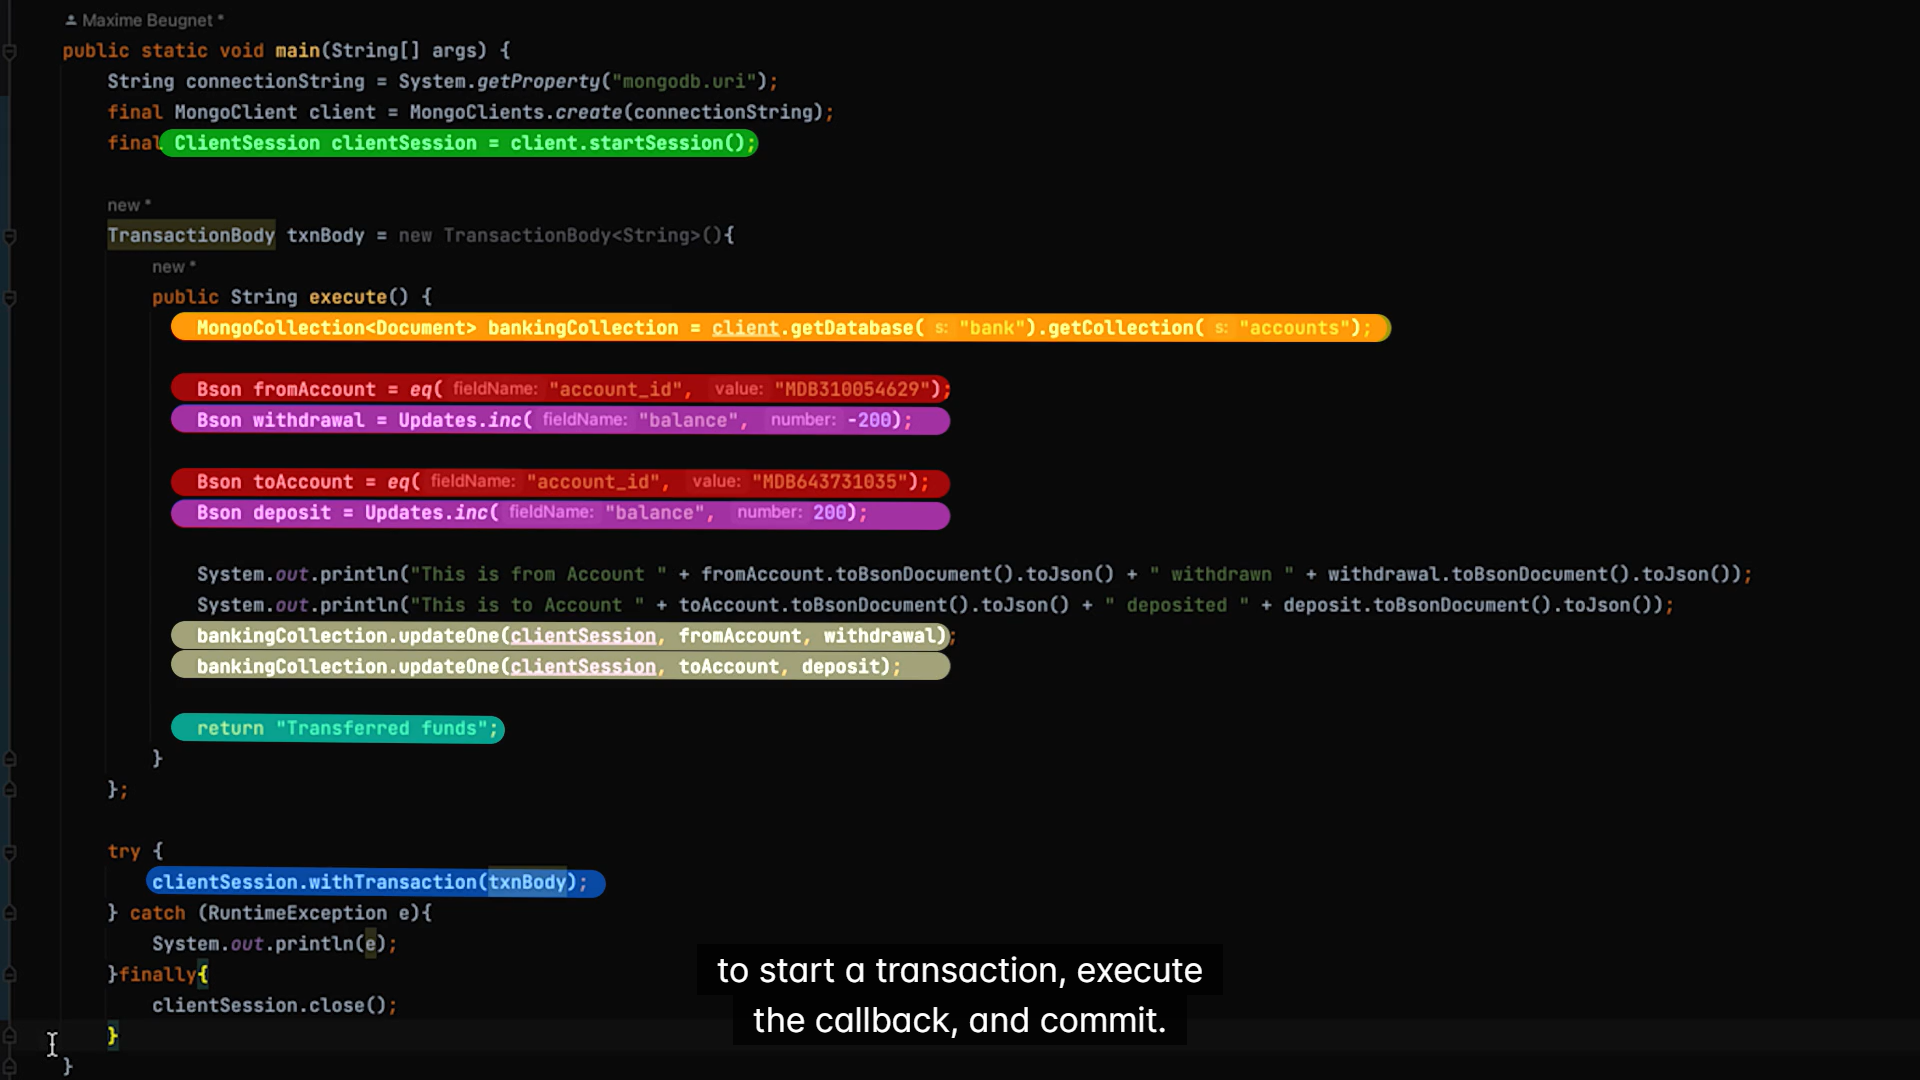 Maxime Beugnet *
public static void main(String[] args) {
String connectionString = System.getProperty("mongodb.uri");
final MongoClient client = MongoClients.create(connectionString);
final ClientSession clientSession = client.startSession();
new *
TransactionBody txnBody = new TransactionBody<String>(){
new *
public String execute() {
MongoCollection<Document> bankingCollection = client.getDatabase( s: "bank").getCollection( s: "accounts");
Bson fromAccount = eq( fieldName: "account_id", value: "MDB310054629");
Bson withdrawal = Updates.inc( fieldName: "balance", number: -200);
Bson toAccount = eq( fieldName: "account_id", value: "MDB643731035");
Bson deposit = Updates.inc( fieldName: "balance", number: 200);
System.out.println("This is from Account " + fromAccount.toBsonDocument().toJson() + " withdrawn " + withdrawal.toBsonDocument().toJson());
System.out.println("This is to Account " + toAccount.toBsonDocument().toJson() + " deposited " + deposit.toBsonDocument().toJson());
bankingCollection.updateOne(clientSession, fromAccount, withdrawal);
bankingCollection.updateOne(clientSession, toAccount, deposit);
return "Transferred funds";
}
};
try {
clientSession.withTransaction(txnBody);
} catch (RuntimeException e){
System.out.println(e);
}finally{
clientSession.close();
}
}
to start a transaction, execute
the callback, and commit.